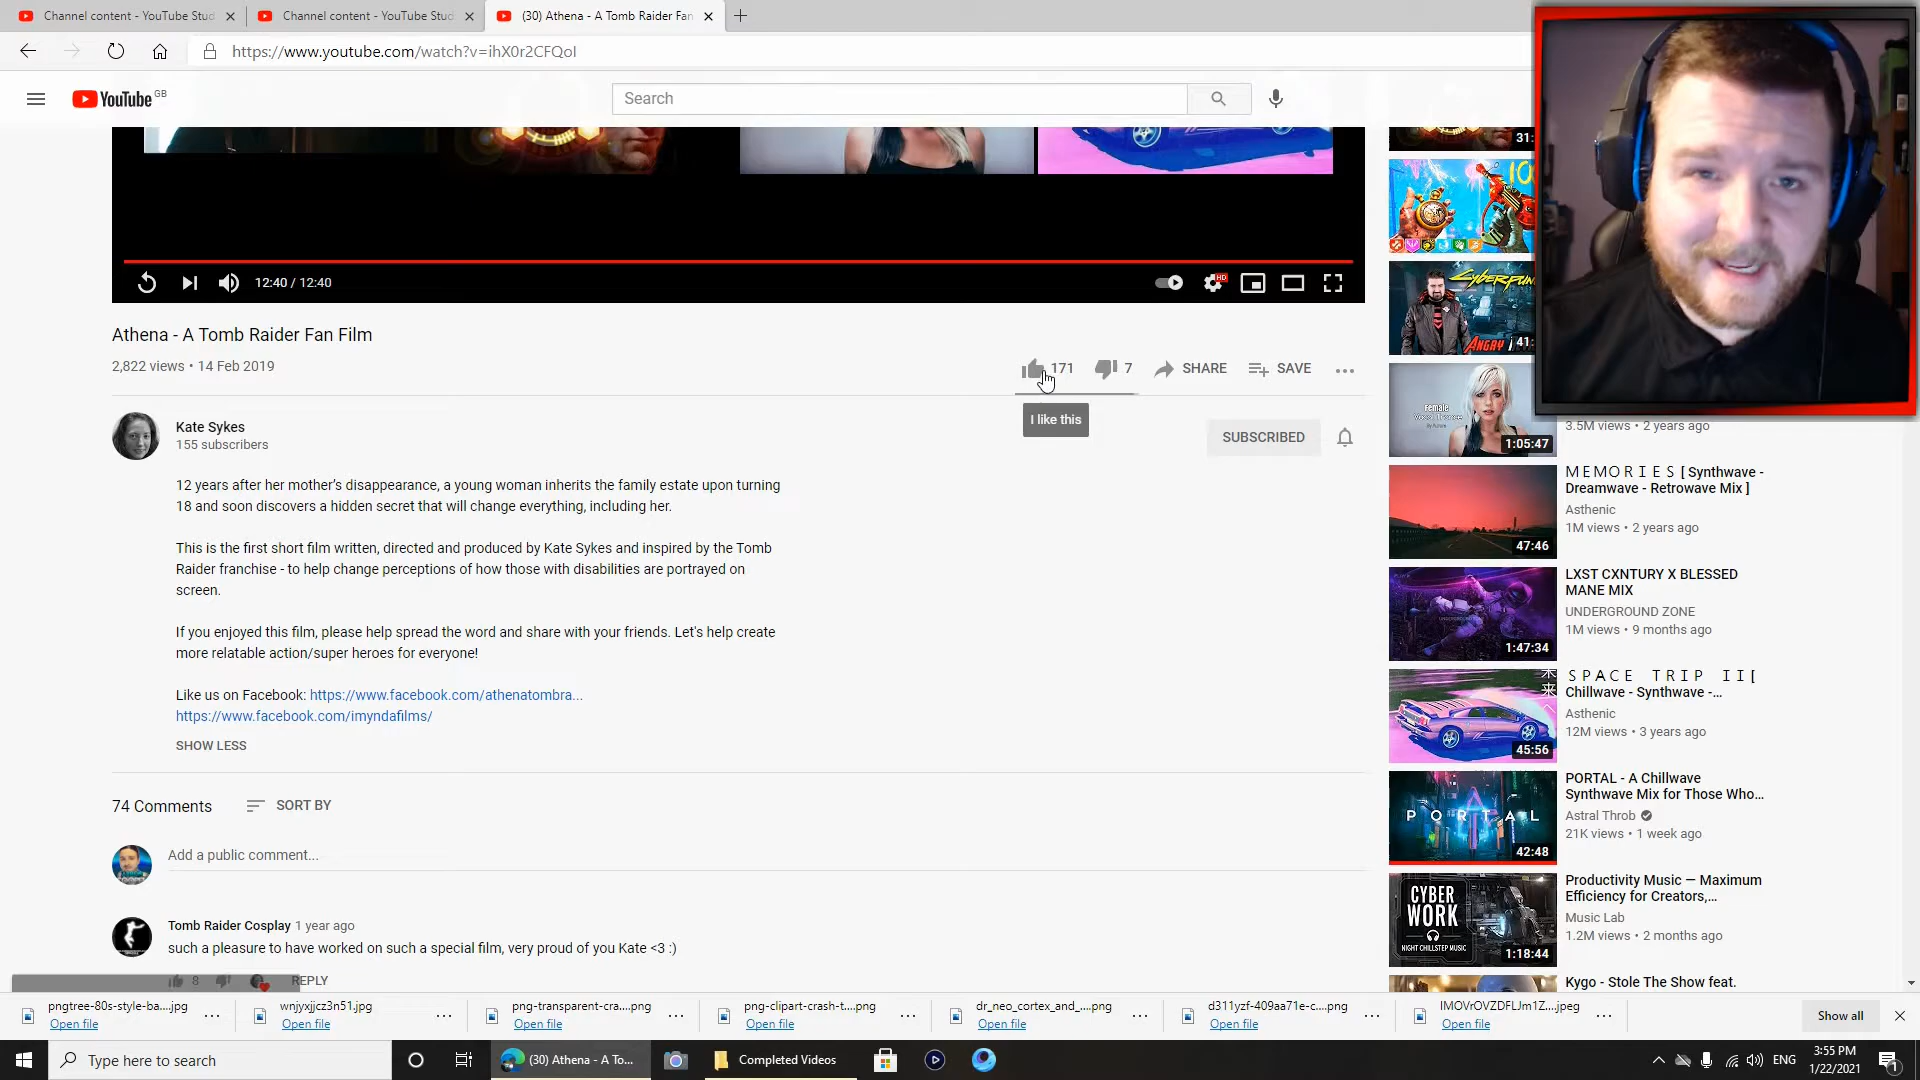 Channel content - YouTube Stud
Channel content - YouTube Stud
(30) Athena - A Tomb Raider Fan
https://www.youtube.com/watch?v=ihX0r2CFQoI
YouTube GB
Search
31:
12:40 / 12:40
HD
Athena - A Tomb Raider Fan Film
2,822 views • 14 Feb 2019
171
7
SHARE
SAVE
I like this
Kate Sykes
155 subscribers
SUBSCRIBED
12 years after her mother's disappearance, a young woman inherits the family estate upon turning
18 and soon discovers a hidden secret that will change everything, including her.
This is the first short film written, directed and produced by Kate Sykes and inspired by the Tomb
Raider franchise - to help change perceptions of how those with disabilities are portrayed on
screen.
If you enjoyed this film, please help spread the word and share with your friends. Let's help create
more relatable action/super heroes for everyone!
Like us on Facebook: https://www.facebook.com/athenatombra...
https://www.facebook.com/imyndafilms/
SHOW LESS
74 Comments
SORT BY
Add a public comment...
Tomb Raider Cosplay 1 year ago
such a pleasure to have worked on such a special film, very proud of you Kate <3 :)
8
REPLY
41:
3.5M views • 2 years ago
Female
1:05:47
M E M O R I E S [ Synthwave -
Dreamwave - Retrowave Mix ]
Asthenic
1M views • 2 years ago
47:46
LXST CXNTURY X BLESSED
MANE MIX
UNDERGROUND ZONE
1M views • 9 months ago
1:47:34
未来
S P A C E T R I P I I [
Chillwave - Synthwave -...
Asthenic
12M views • 3 years ago
45:56
PORTAL - A Chillwave
Synthwave Mix for Those Who...
Astral Throb
21K views • 1 week ago
PORTAL
42:48
Productivity Music — Maximum
Efficiency for Creators,...
Music Lab
1.2M views • 2 months ago
CYBER
WORK
NIGHT CHILLSTEP MUSIC
1:18:44
Kygo - Stole The Show feat.
pngtree-80s-style-ba....jpg
Open file
wnjyxjjcz3n51.jpg
Open file
png-transparent-cra....png
Open file
png-clipart-crash-t....png
Open file
dr_neo_cortex_and_....png
Open file
d311yzf-409aa71e-c....png
Open file
IMOVrOVZDFLJm1Z....jpeg
Open file
Show all
Type here to search
(30) Athena - A To...
Completed Videos
ENG
3:55 PM
1/22/2021
1